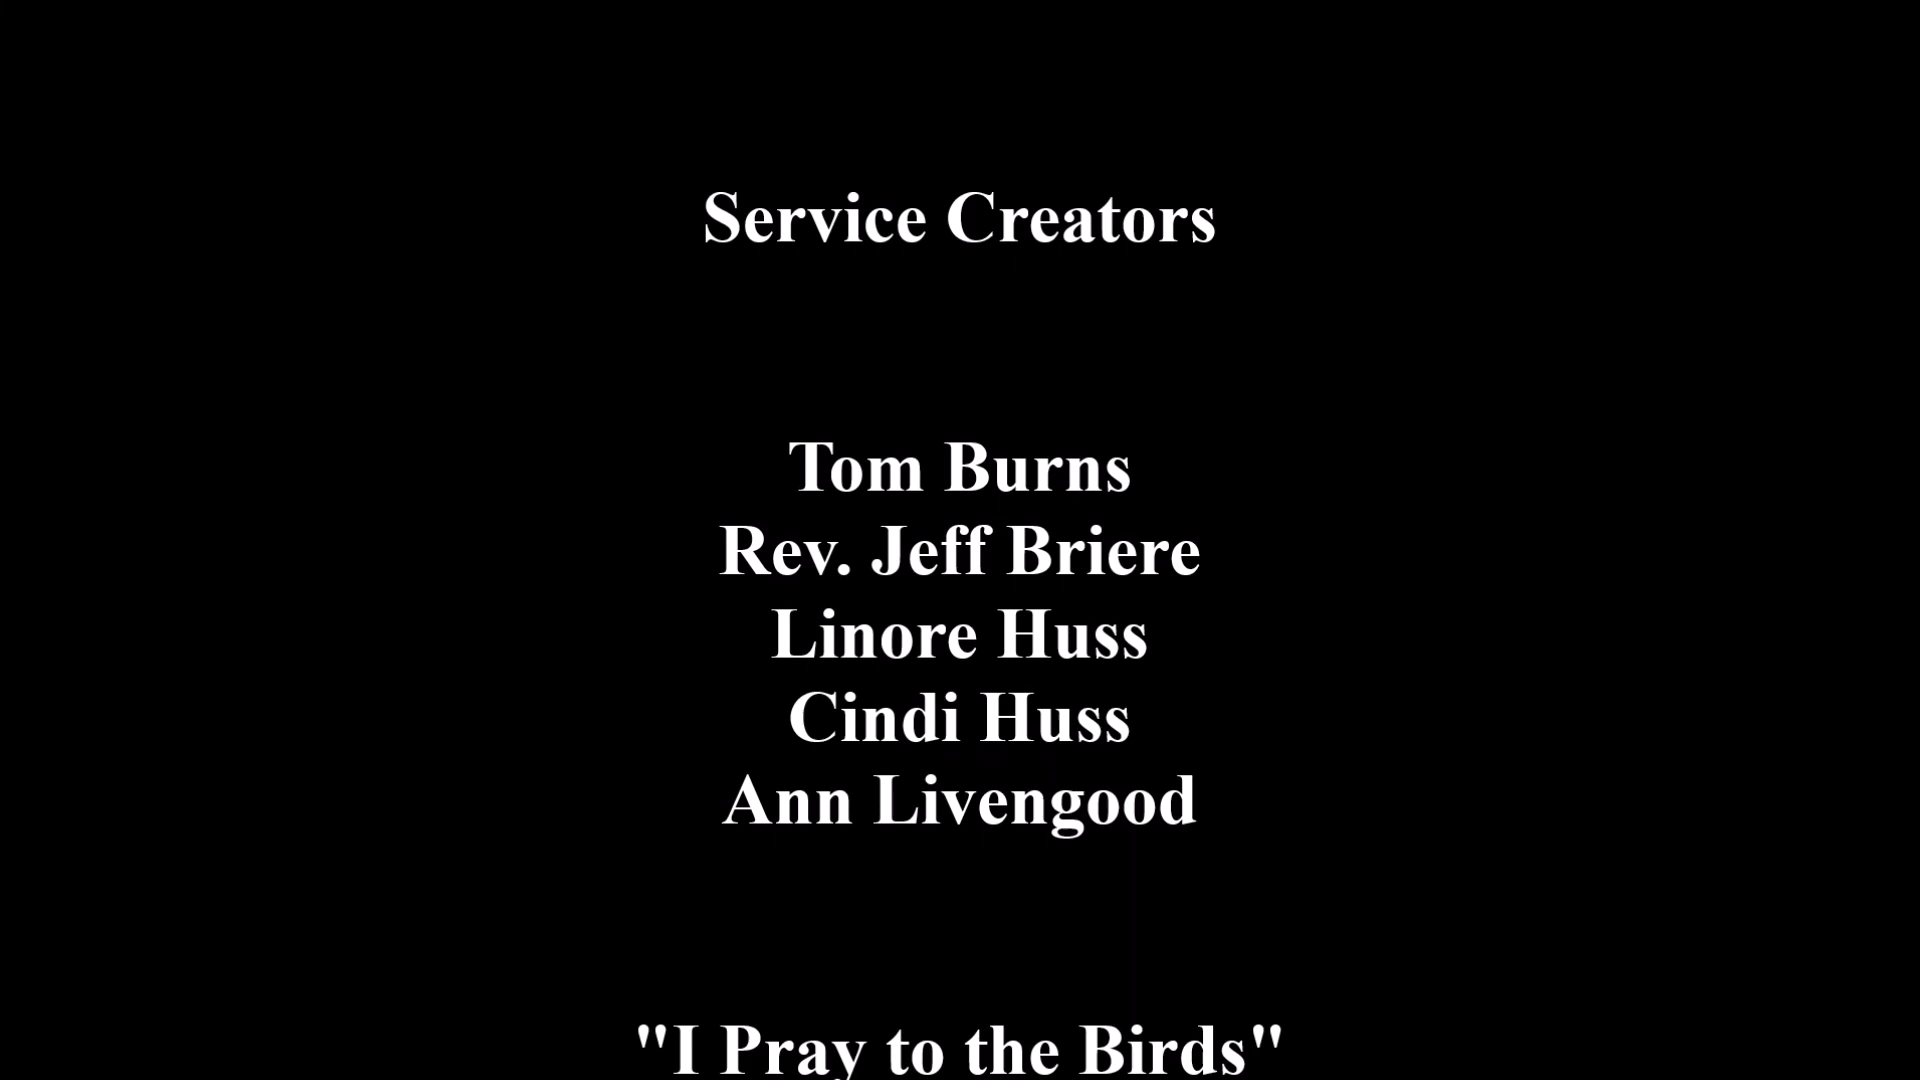 Service Creators
Tom Burns
Rev. Jeff Briere
Linore Huss
Cindi Huss
Ann Livengood
"I Pray to the Birds"